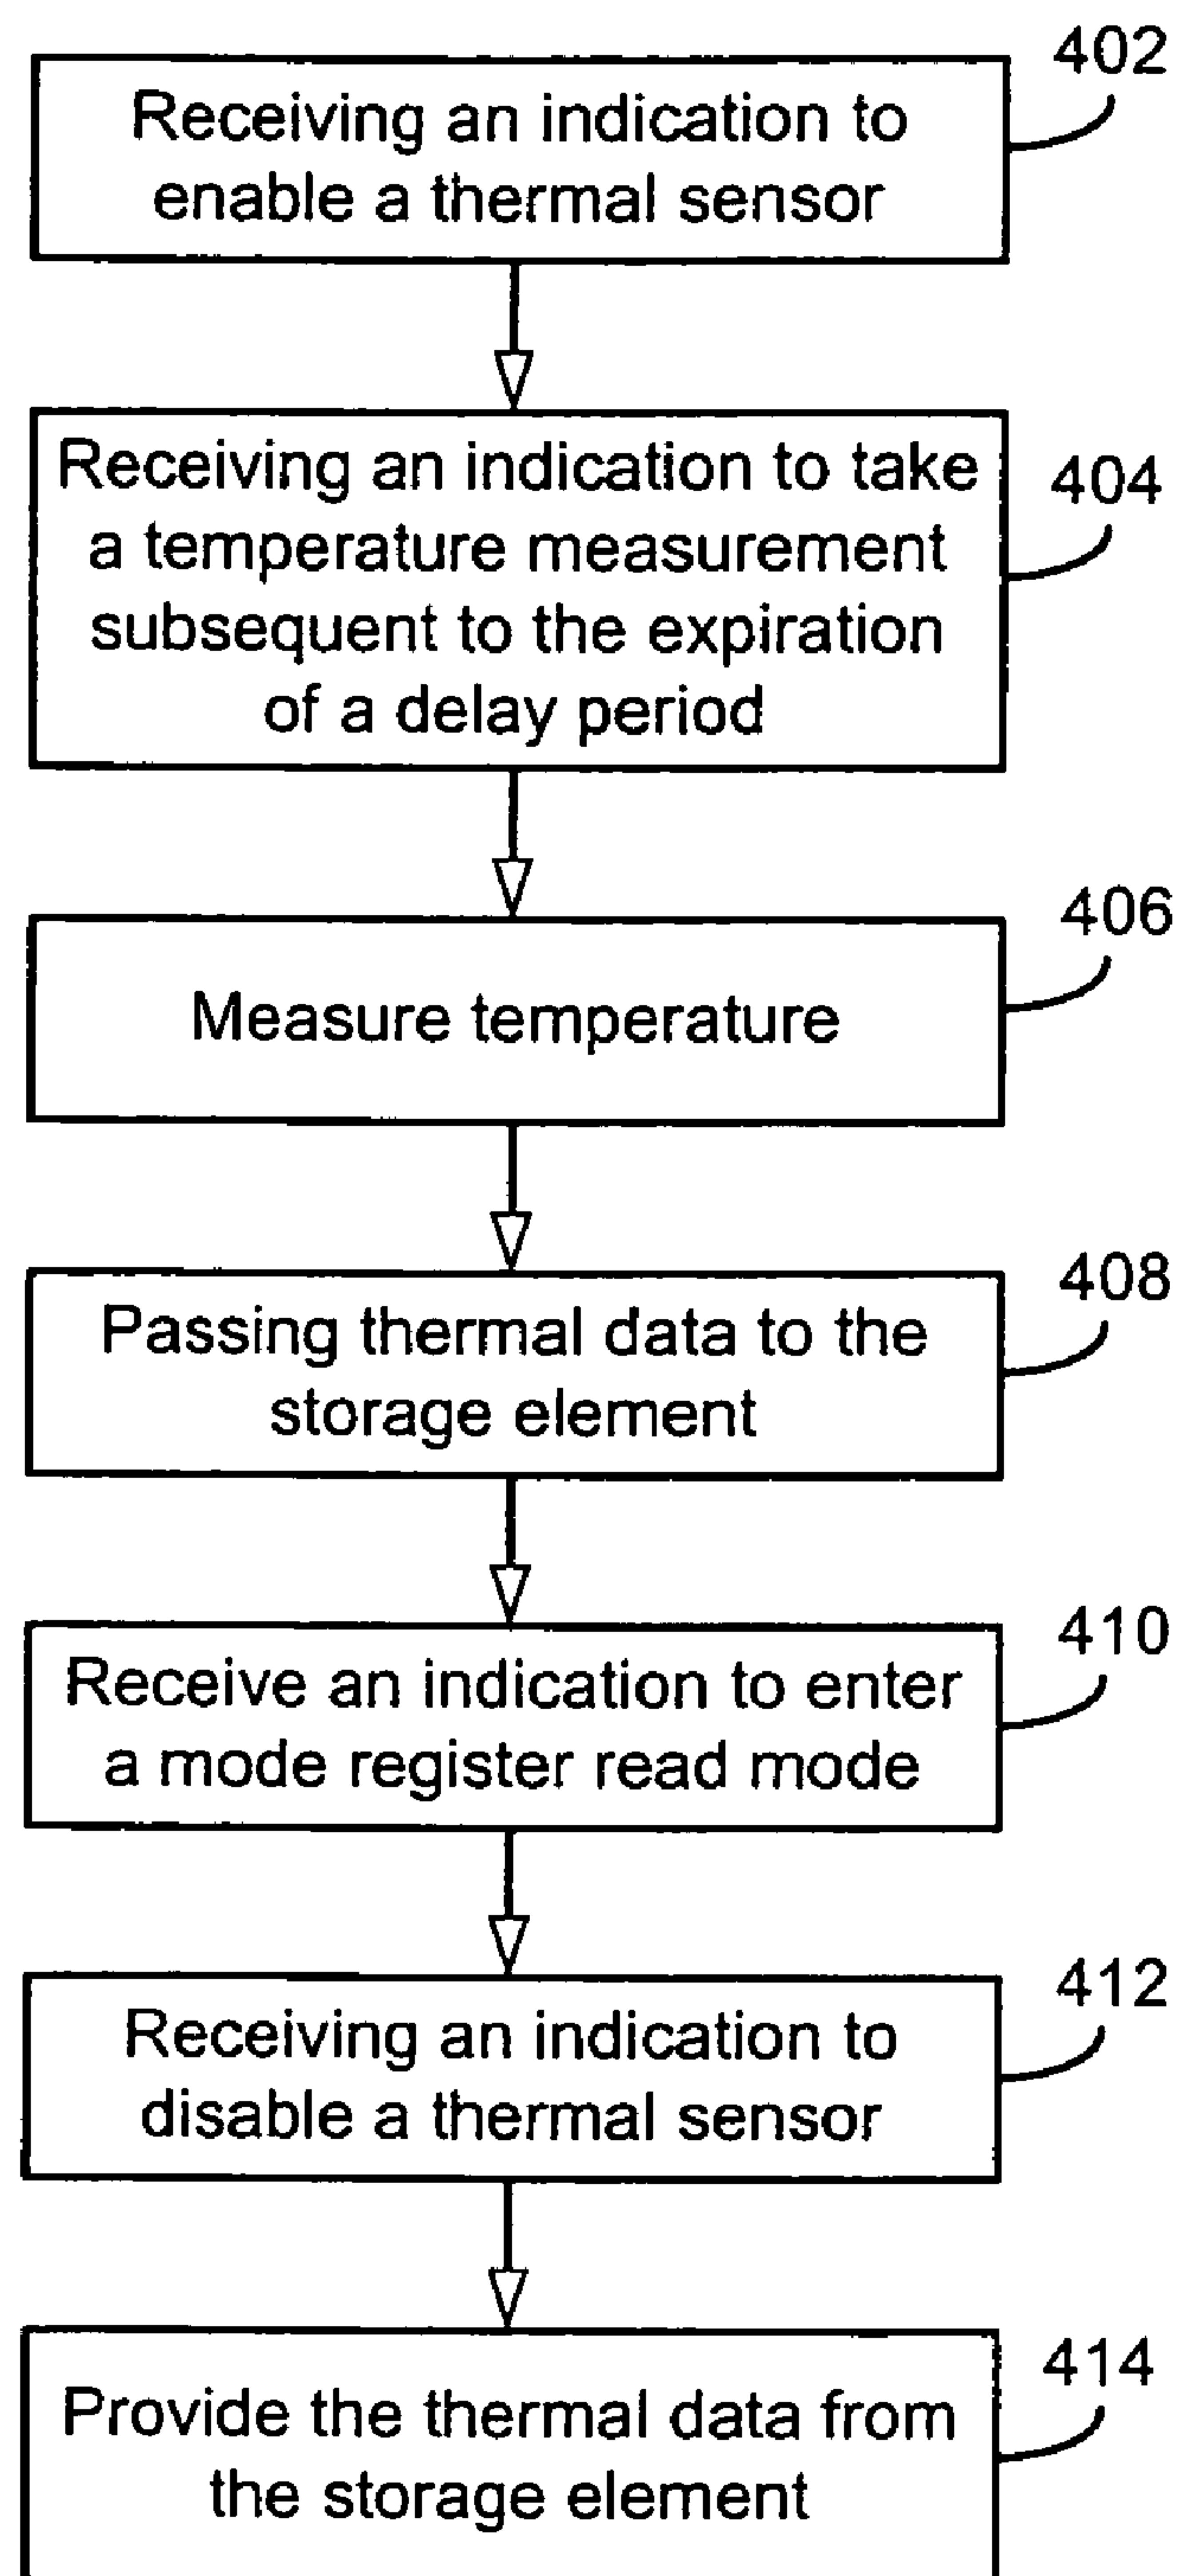 402
Receiving an indication to
enable a thermal sensor
404
Receiving an indication to take
a temperature measurement
subsequent to the expiration
of a delay period
406
Measure temperature
408
Passing thermal data to the
storage element
410
Receive an indication to enter
a mode register read mode
412
Receiving an indication to
disable a thermal sensor
414
Provide the thermal data from
the storage element